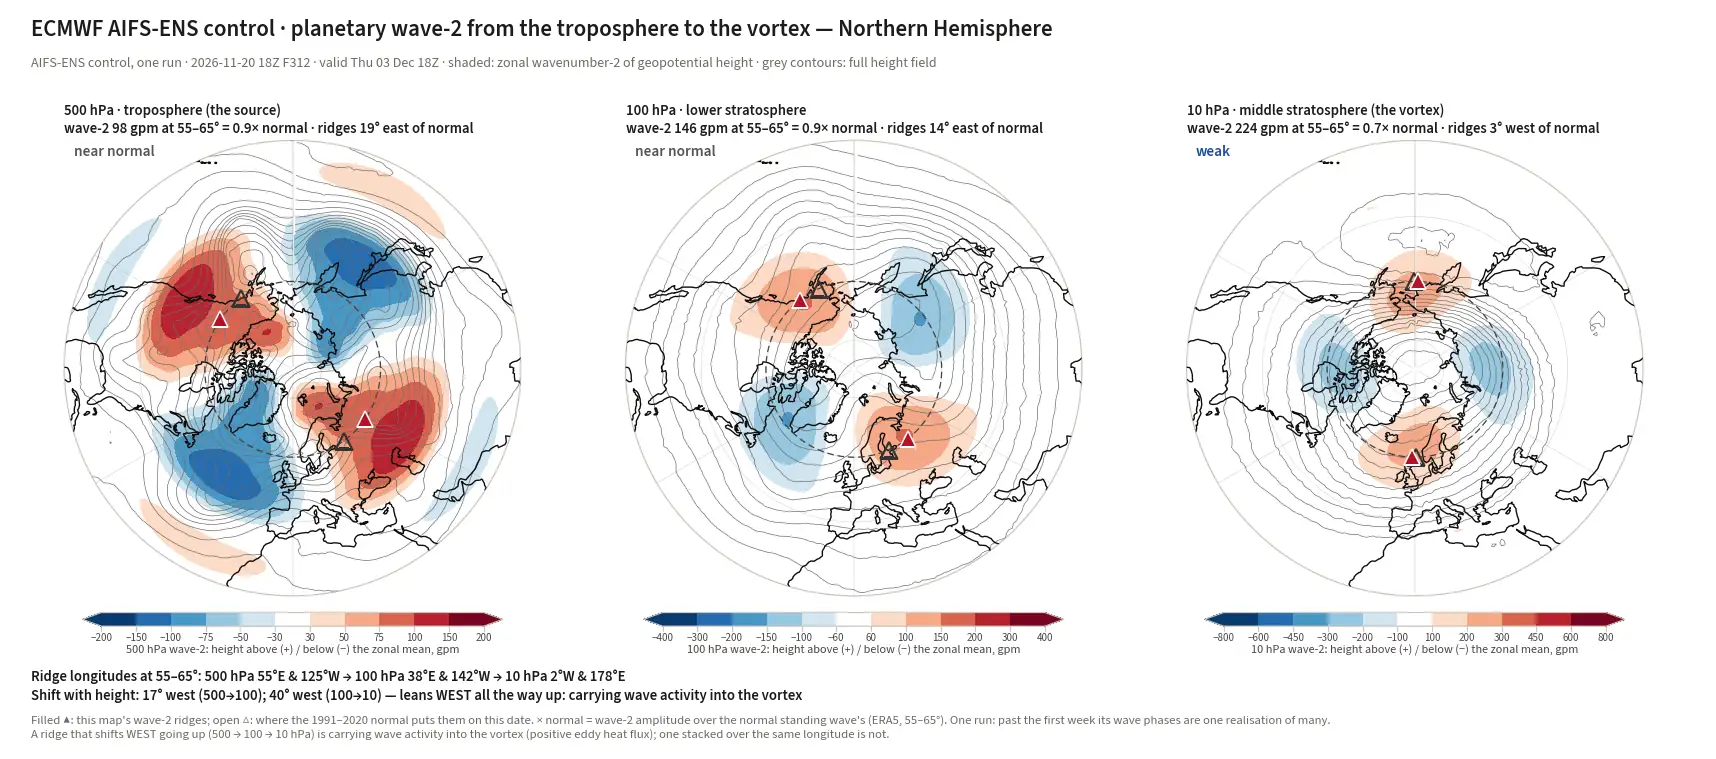 ECMWF AIFS-ENS control · planetary wave-2 from the troposphere to the vortex — Northern Hemisphere
AIFS-ENS control, one run · 2026-11-20 18Z F312 · valid Thu 03 Dec 18Z · shaded: zonal wavenumber-2 of geopotential height · grey contours: full height field
500 hPa · troposphere (the source)
wave-2 98 gpm at 55–65° = 0.9× normal · ridges 19° east of normal
near normal
100 hPa · lower stratosphere
wave-2 146 gpm at 55–65° = 0.9× normal · ridges 14° east of normal
near normal
10 hPa · middle stratosphere (the vortex)
wave-2 224 gpm at 55–65° = 0.7× normal · ridges 3° west of normal
weak
−200 −150 −100 −75 −50 −30 30 50 75 100 150 200
500 hPa wave-2: height above (+) / below (−) the zonal mean, gpm
−400 −300 −200 −150 −100 −60 60 100 150 200 300 400
100 hPa wave-2: height above (+) / below (−) the zonal mean, gpm
−800 −600 −450 −300 −200 −100 100 200 300 450 600 800
10 hPa wave-2: height above (+) / below (−) the zonal mean, gpm
Ridge longitudes at 55–65°: 500 hPa 55°E & 125°W → 100 hPa 38°E & 142°W → 10 hPa 2°W & 178°E
Shift with height: 17° west (500→100); 40° west (100→10) — leans WEST all the way up: carrying wave activity into the vortex
Filled ▲: this map's wave-2 ridges; open △: where the 1991–2020 normal puts them on this date. × normal = wave-2 amplitude over the normal standing wave's (ERA5, 55–65°). One run: past the first week its wave phases are one realisation of many.
A ridge that shifts WEST going up (500 → 100 → 10 hPa) is carrying wave activity into the vortex (positive eddy heat flux); one stacked over the same longitude is not.